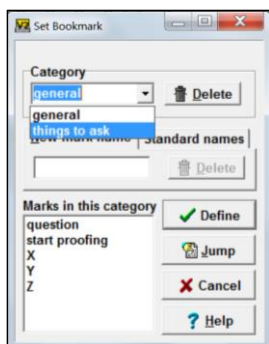 Set Bookmark
Category
general
Delete
general
things to ask
New mark name
Standard names
Delete
Marks in this category
question
start proofing
X
Y
Z
Define
Jump
Cancel
? Help